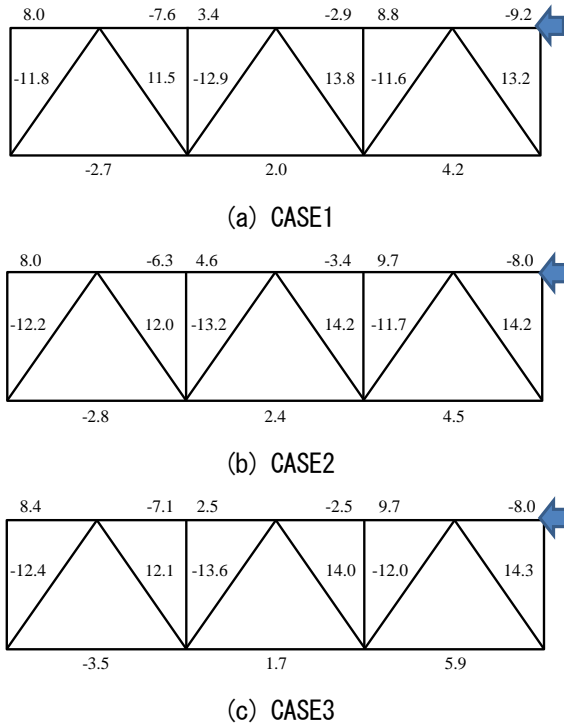 8.0 -7.6 3.4 -2.9 8.8 -9.2
-11.8 11.5 -12.9 13.8 -11.6 13.2
-2.7 2.0 4.2
(a) CASE1
8.0 -6.3 4.6 -3.4 9.7 -8.0
-12.2 12.0 -13.2 14.2 -11.7 14.2
-2.8 2.4 4.5
(b) CASE2
8.4 -7.1 2.5 -2.5 9.7 -8.0
-12.4 12.1 -13.6 14.0 -12.0 14.3
-3.5 1.7 5.9
(c) CASE3